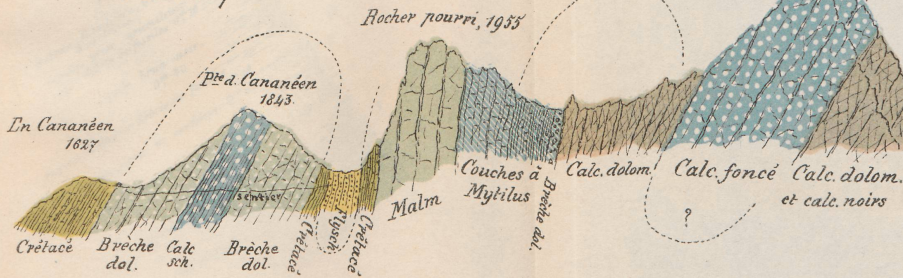 Rocher pourri, 1955
Pte d. Cananéen
1843.
En Cananéen
1627
sentier
Crétacé
Brèche
dol.
Calc
sch.
Brèche
dol.
Crétacé
Flysch
Crétacé
Malm
Couches à
Mytilus
Brèche dol.
Calc. dolom.
Calc. foncé
Calc. dolom.
et calc. noirs
?